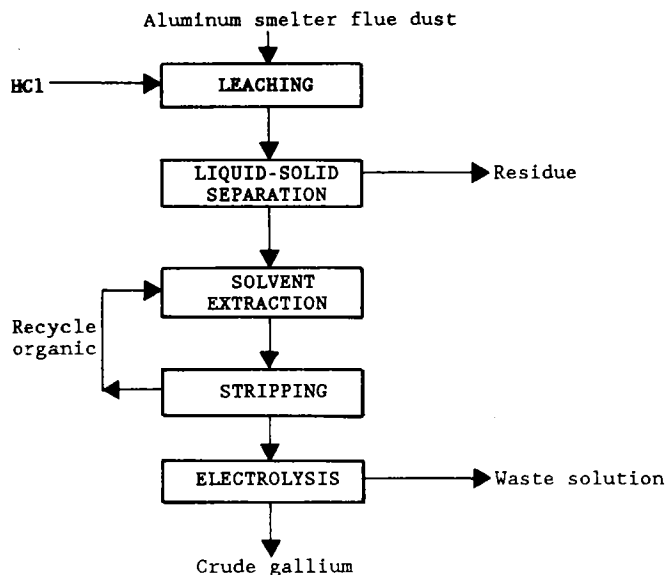 Aluminum smelter flue dust
HCl
LEACHING
LIQUID-SOLID
SEPARATION
Residue
SOLVENT
EXTRACTION
Recycle
organic
STRIPPING
ELECTROLYSIS
Waste solution
Crude gallium